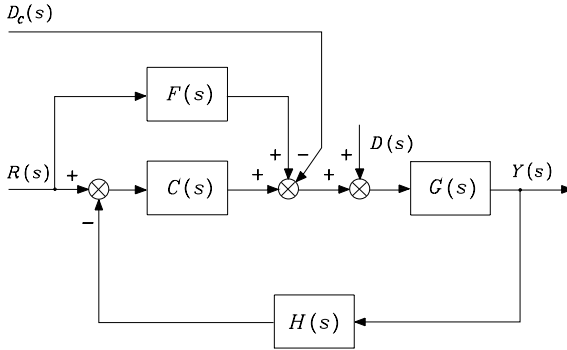 D_c(s)
F(s)
+
−
+
D(s)
R(s)
+
C(s)
+
+
G(s)
Y(s)
−
H(s)